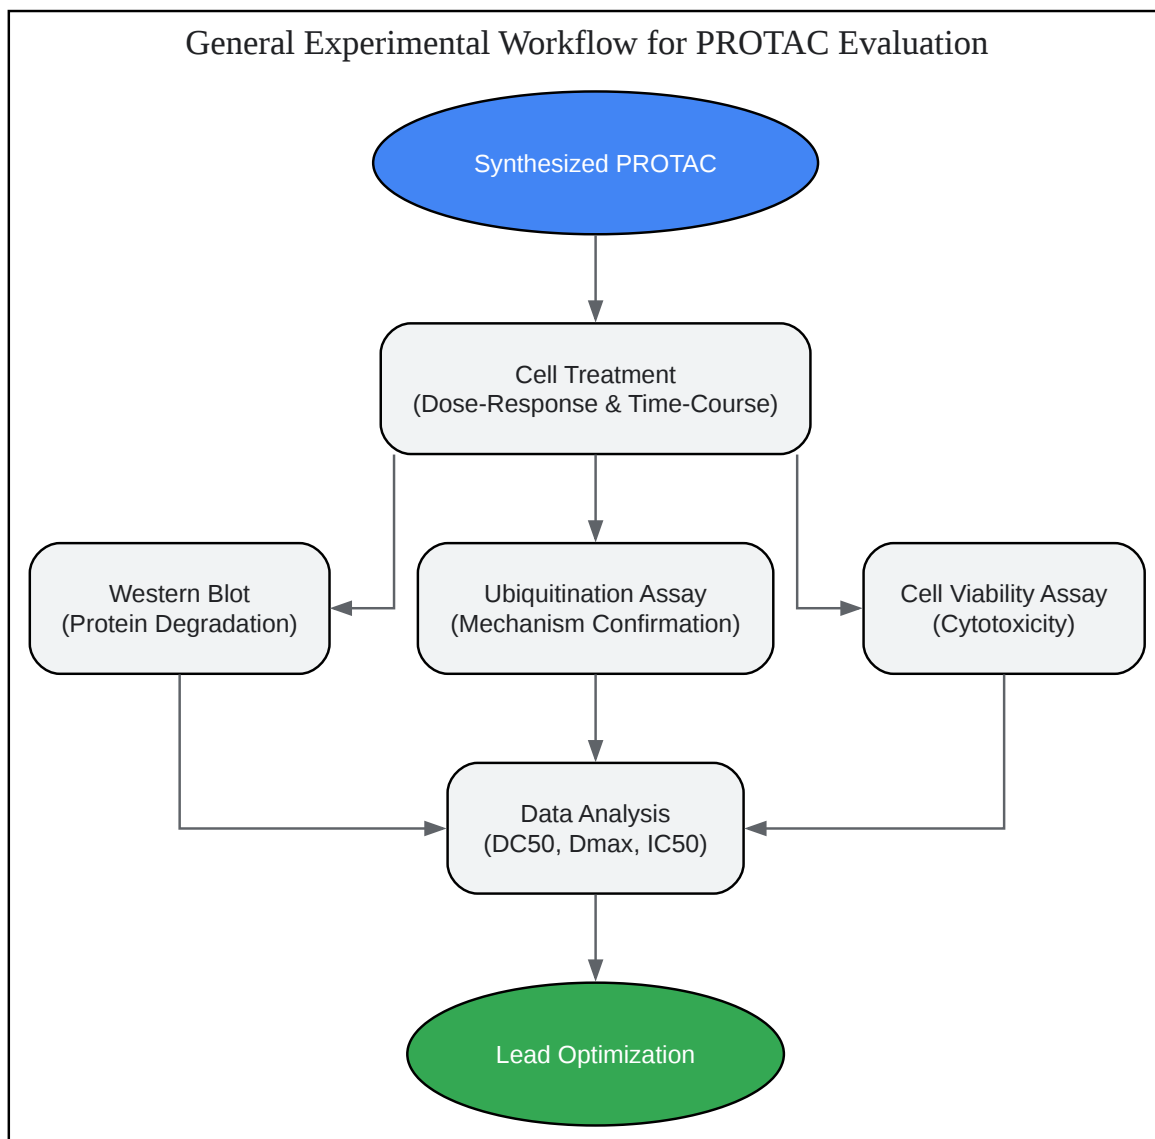 General Experimental Workflow for PROTAC Evaluation
Synthesized PROTAC
Cell Treatment
(Dose-Response & Time-Course)
Western Blot
(Protein Degradation)
Ubiquitination Assay
(Mechanism Confirmation)
Cell Viability Assay
(Cytotoxicity)
Data Analysis
(DC50, Dmax, IC50)
Lead Optimization